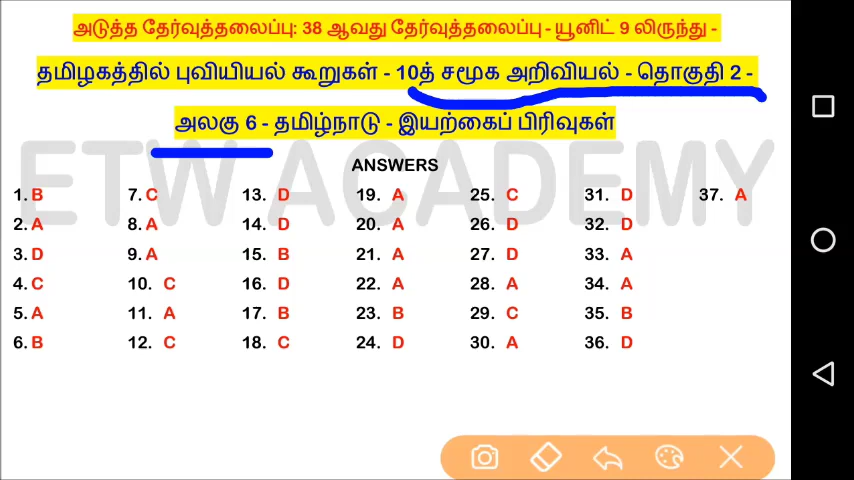 அடுத்த தேர்வுத்தலைப்பு: 38 ஆவது தேர்வுத்தலைப்பு - யூனிட் 9 லிருந்து -
தமிழகத்தில் புவியியல் கூறுகள் - 10த் சமூக அறிவியல் - தொகுதி 2 -
அலகு 6 - தமிழ்நாடு - இயற்கைப் பிரிவுகள்
ETW ACADEMY
ANSWERS
1. B 7. C 13. D 19. A 25. C 31. D 37. A
2. A 8. A 14. D 20. A 26. D 32. D
3. D 9. A 15. B 21. A 27. D 33. A
4. C 10. C 16. D 22. A 28. A 34. A
5. A 11. A 17. B 23. B 29. C 35. B
6. B 12. C 18. C 24. D 30. A 36. D